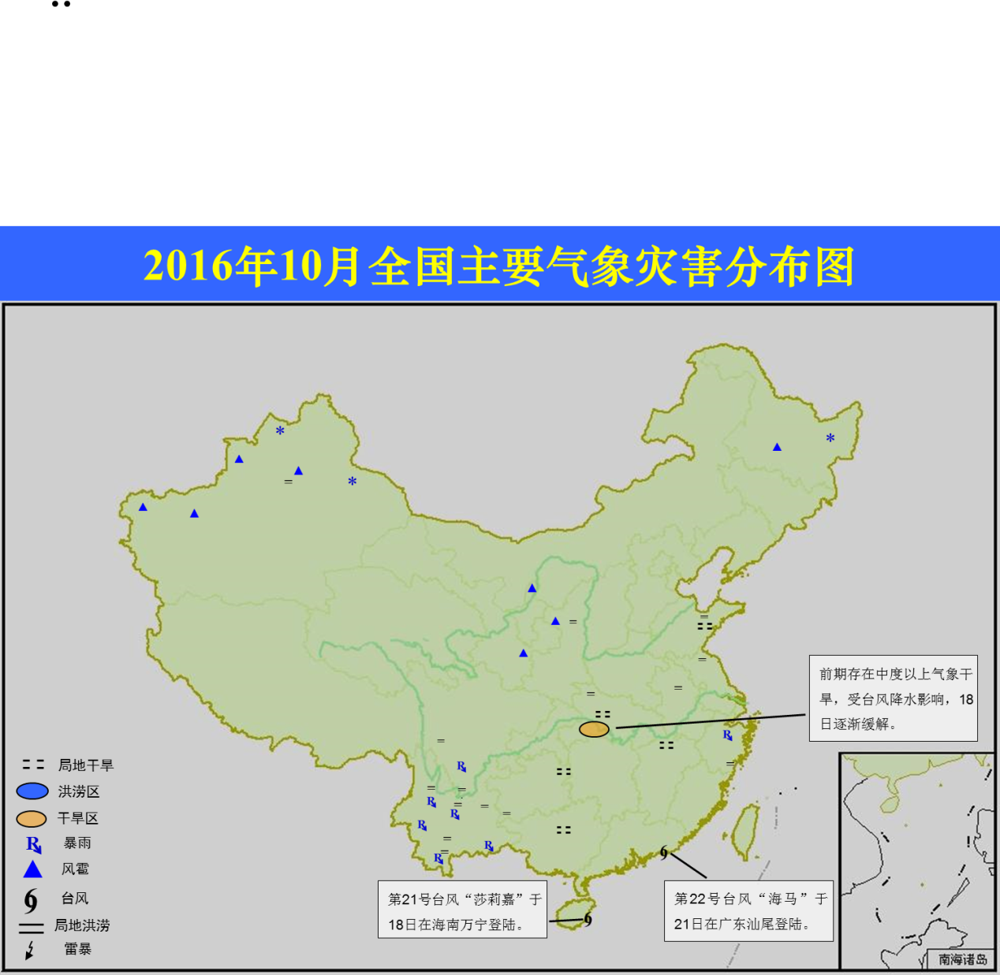 2016年10月全国主要气象灾害分布图
前期存在中度以上气象干
旱，受台风降水影响，18
日逐渐缓解。
局地干旱
洪涝区
干旱区
R 暴雨
风雹
台风
局地洪涝
雷暴
第21号台风“莎莉嘉”于
18日在海南万宁登陆。
第22号台风“海马”于
21日在广东汕尾登陆。
南海诸岛